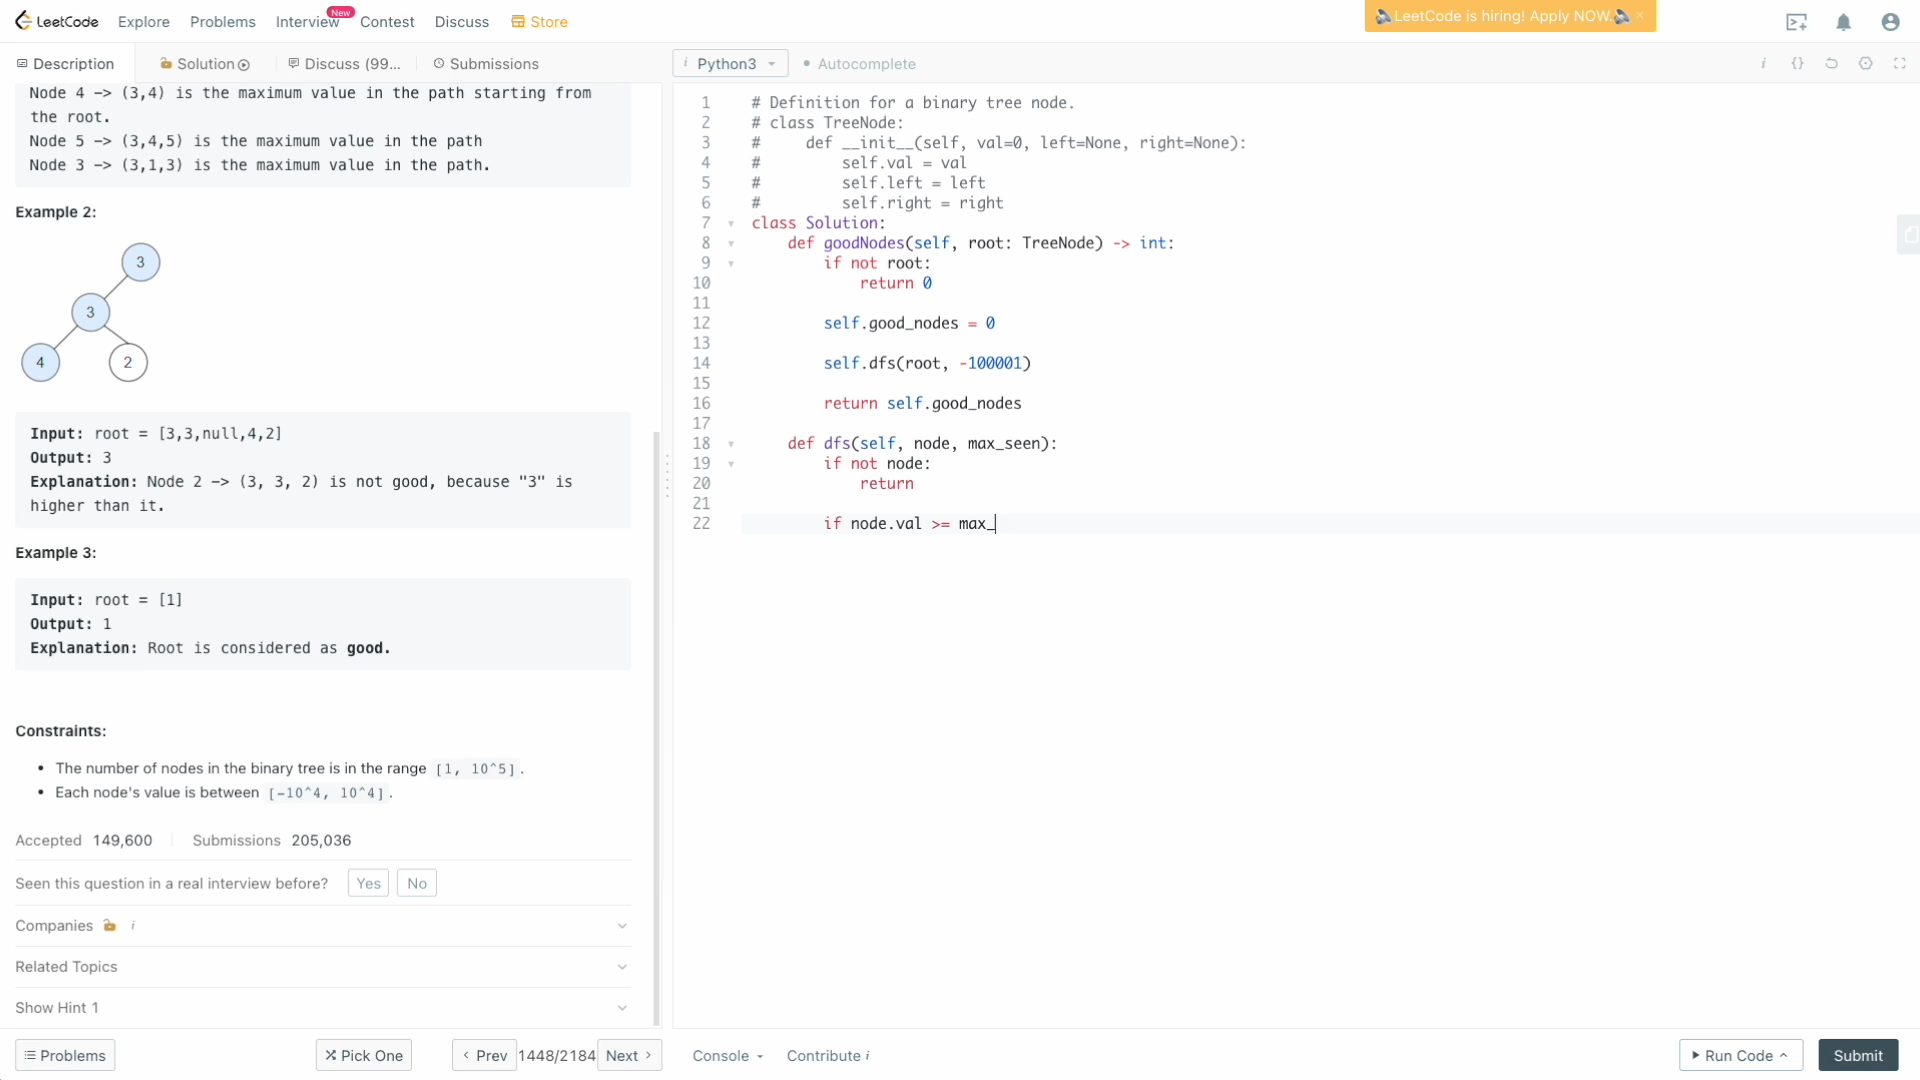 LeetCode Explore Problems Interview New Contest Discuss Store LeetCode is hiring! Apply NOW. ×
Description Solution Discuss (99... Submissions
Node 4 -> (3,4) is the maximum value in the path starting from
the root.
Node 5 -> (3,4,5) is the maximum value in the path
Node 3 -> (3,1,3) is the maximum value in the path.
Example 2:
3
3
4 2
Input: root = [3,3,null,4,2]
Output: 3
Explanation: Node 2 -> (3, 3, 2) is not good, because "3" is
higher than it.
Example 3:
Input: root = [1]
Output: 1
Explanation: Root is considered as good.
Constraints:
• The number of nodes in the binary tree is in the range [1, 10^5].
• Each node's value is between [-10^4, 10^4].
Accepted 149,600 Submissions 205,036
Seen this question in a real interview before? Yes No
Companies i
Related Topics
Show Hint 1
Problems Pick One < Prev 1448/2184 Next >
i Python3 • Autocomplete i {}
1 # Definition for a binary tree node.
2 # class TreeNode:
3 #     def __init__(self, val=0, left=None, right=None):
4 #         self.val = val
5 #         self.left = left
6 #         self.right = right
7 class Solution:
8     def goodNodes(self, root: TreeNode) -> int:
9         if not root:
10             return 0
11
12         self.good_nodes = 0
13
14         self.dfs(root, -100001)
15
16         return self.good_nodes
17
18     def dfs(self, node, max_seen):
19         if not node:
20             return
21
22         if node.val >= max_
Console Contribute i Run Code Submit